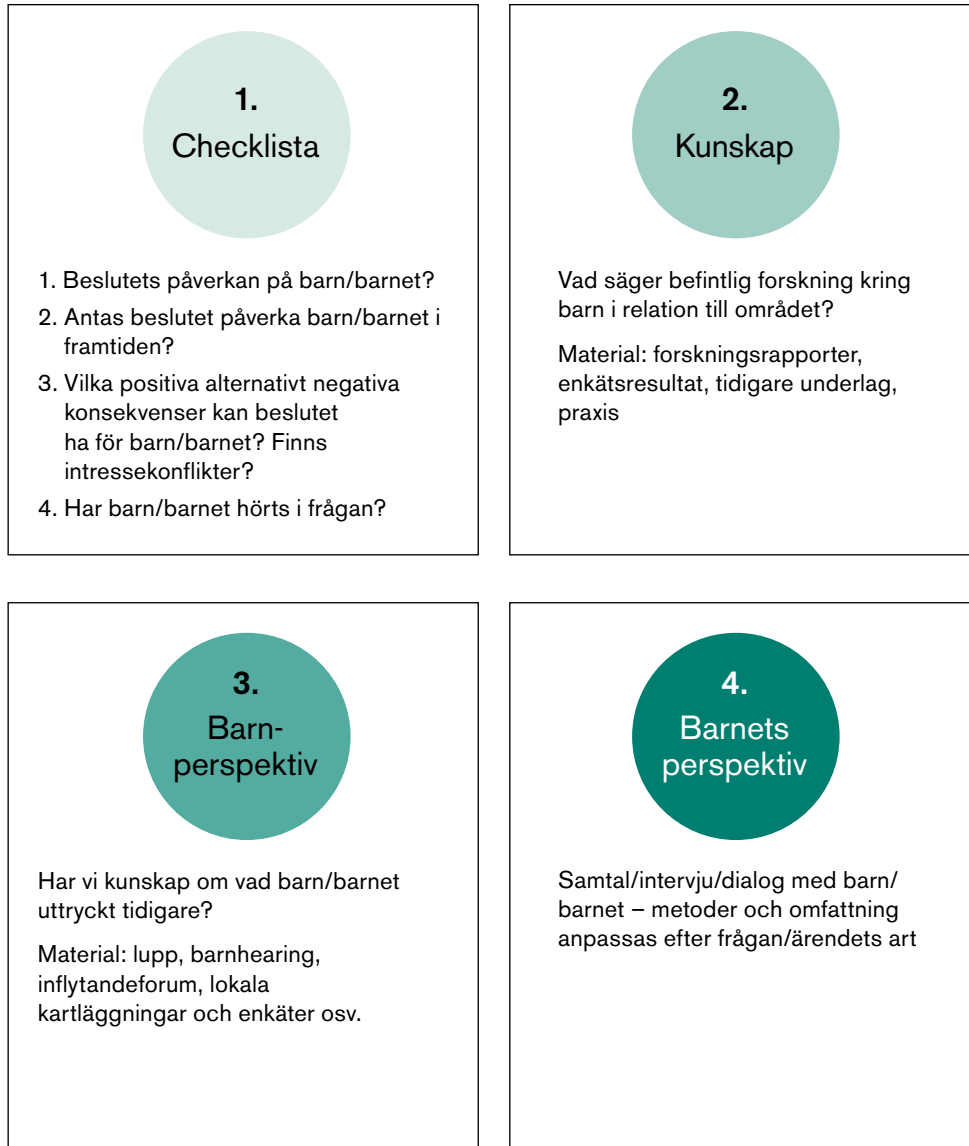 1.
Checklista
1. Beslutets påverkan på barn/barnet?
2. Antas beslutet påverka barn/barnet i
framtiden?
3. Vilka positiva alternativt negativa
konsekvenser kan beslutet
ha för barn/barnet? Finns
intressekonflikter?
4. Har barn/barnet hörts i frågan?
2.
Kunskap
Vad säger befintlig forskning kring
barn i relation till området?
Material: forskningsrapporter,
enkätsresultat, tidigare underlag,
praxis
3.
Barn-
perspektiv
Har vi kunskap om vad barn/barnet
uttryckt tidigare?
Material: lupp, barnhearing,
inflytandeforum, lokala
kartläggningar och enkäter osv.
4.
Barnets
perspektiv
Samtal/intervju/dialog med barn/
barnet – metoder och omfattning
anpassas efter frågan/ärendets art